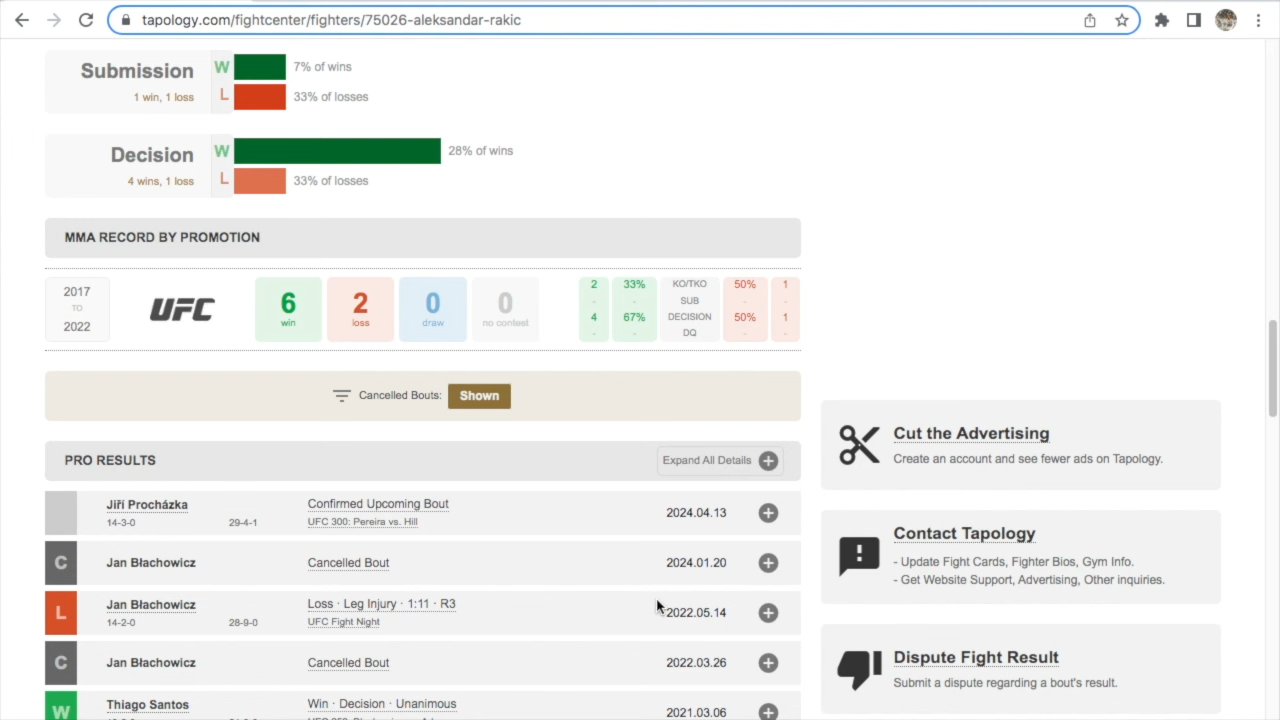 tapology.com/fightcenter/fighters/75026-aleksandar-rakic
Submission
1 win, 1 loss
W
7% of wins
L
33% of losses
Decision
4 wins, 1 loss
W
28% of wins
L
33% of losses
MMA RECORD BY PROMOTION
2017
TO
2022
UFC
6
win
2
loss
0
draw
0
no contest
2 33% KO/TKO 50% 1
- - SUB - -
4 67% DECISION 50% 1
- - DQ - -
Cancelled Bouts: Shown
PRO RESULTS
Expand All Details
Jiří Procházka
14-3-0 29-4-1
Confirmed Upcoming Bout
UFC 300: Pereira vs. Hill
2024.04.13
C Jan Błachowicz Cancelled Bout 2024.01.20
L Jan Błachowicz
14-2-0 28-9-0
Loss · Leg Injury · 1:11 · R3
UFC Fight Night
2022.05.14
C Jan Błachowicz Cancelled Bout 2022.03.26
W Thiago Santos Win · Decision · Unanimous 2021.03.06
Cut the Advertising
Create an account and see fewer ads on Tapology.
Contact Tapology
- Update Fight Cards, Fighter Bios, Gym Info.
- Get Website Support, Advertising, Other inquiries.
Dispute Fight Result
Submit a dispute regarding a bout's result.